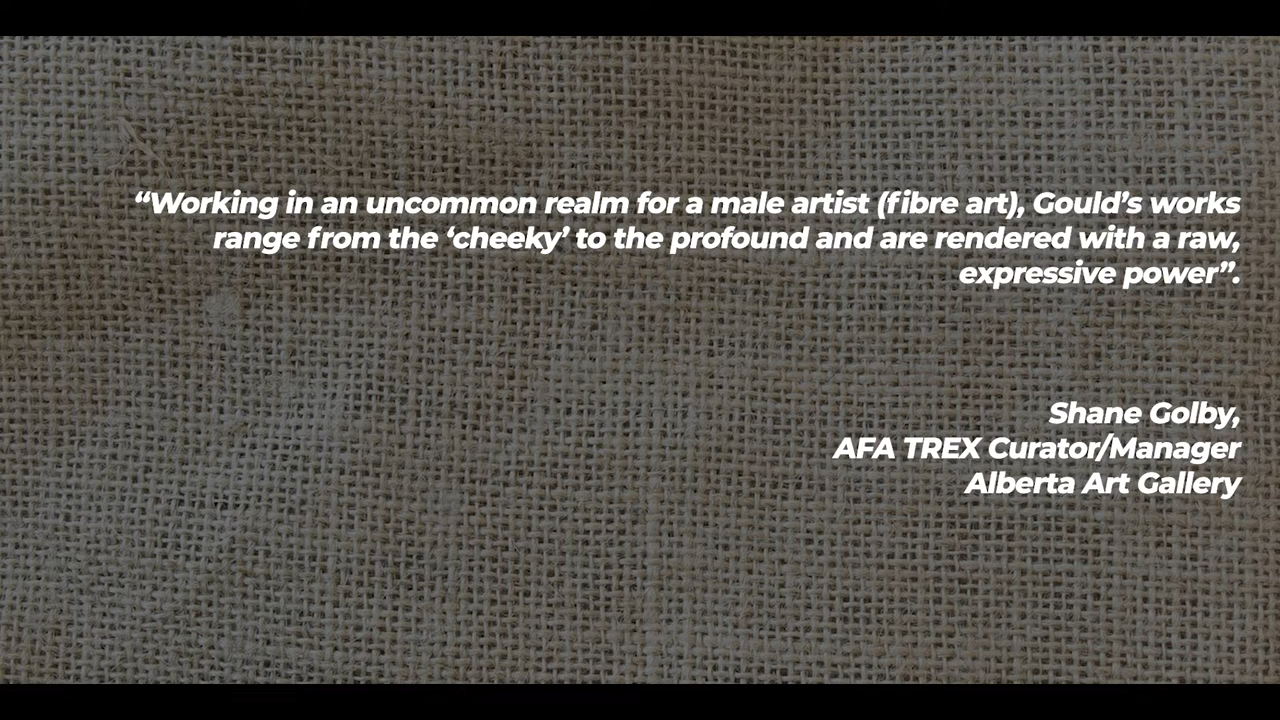 “Working in an uncommon realm for a male artist (fibre art), Gould’s works
range from the ‘cheeky’ to the profound and are rendered with a raw,
expressive power”.
Shane Golby,
AFA TREX Curator/Manager
Alberta Art Gallery